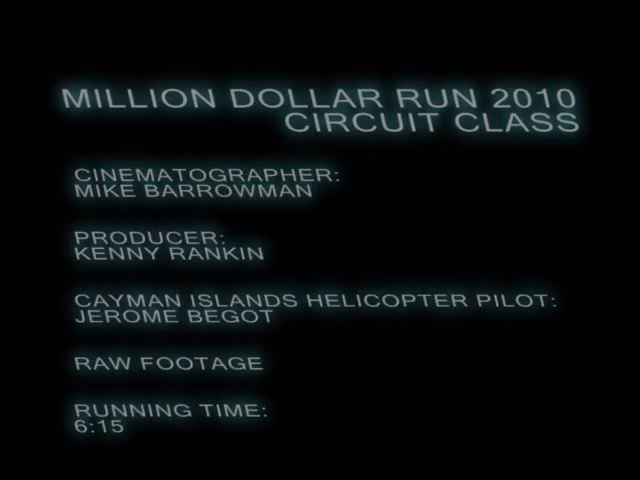 MILLION DOLLAR RUN 2010
CIRCUIT CLASS
CINEMATOGRAPHER:
MIKE BARROWMAN
PRODUCER:
KENNY RANKIN
CAYMAN ISLANDS HELICOPTER PILOT:
JEROME BEGOT
RAW FOOTAGE
RUNNING TIME:
6:15